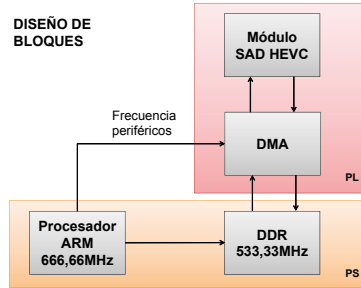 DISEÑO DE
BLOQUES
Módulo
SAD HEVC
Frecuencia
periféricos
DMA
PL
Procesador
ARM
666,66MHz
DDR
533,33MHz
PS